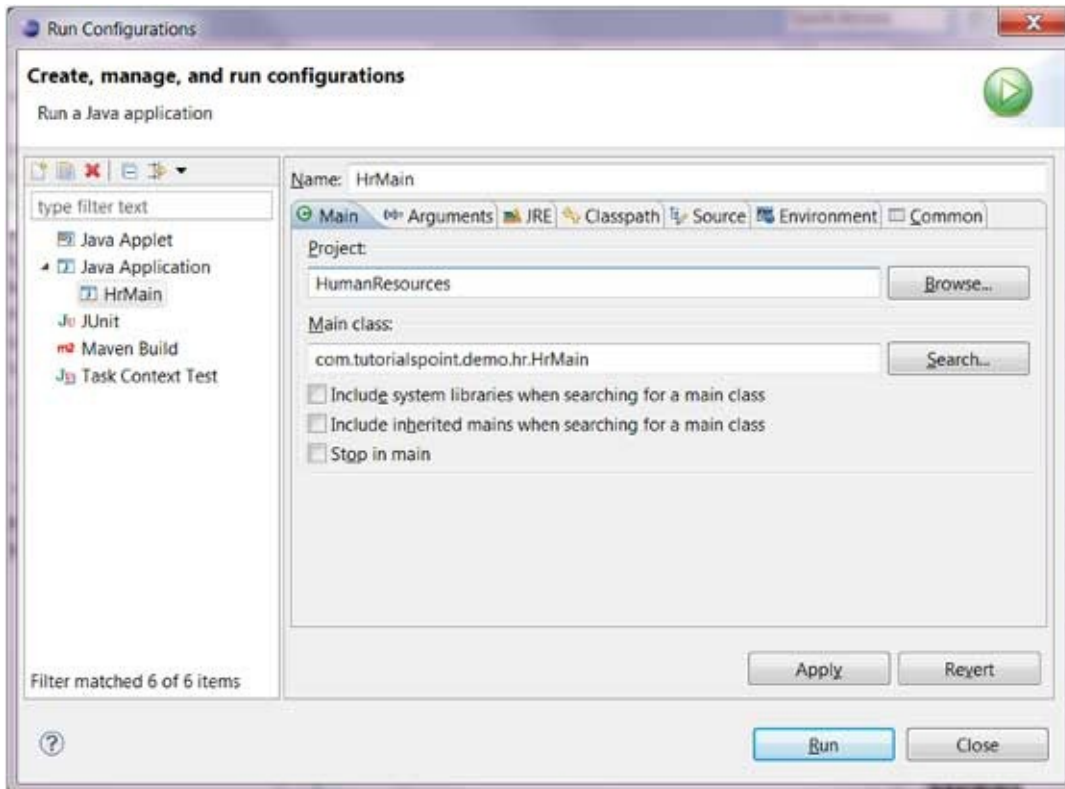 Run Configurations
Create, manage, and run configurations
Run a Java application
type filter text
Java Applet
Java Application
HrMain
JUnit
Maven Build
Task Context Test
Filter matched 6 of 6 items
Name: HrMain
Main Arguments JRE Classpath Source Environment Common
Project:
HumanResources Browse...
Main class:
com.tutorialspoint.demo.hr.HrMain Search...
Include system libraries when searching for a main class
Include inherited mains when searching for a main class
Stop in main
Apply Revert
Run Close